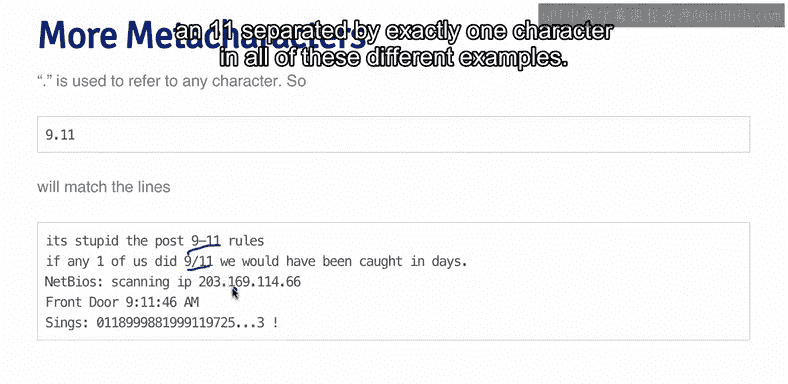 an 11 separated by exactly one character
in all of these different examples.
More Metacharacters
“.” is used to refer to any character. So
9.11
will match the lines
its stupid the post 9-11 rules
if any 1 of us did 9/11 we would have been caught in days.
NetBios: scanning ip 203.169.114.66
Front Door 9:11:46 AM
Sings: 0118999881999119725...3 !